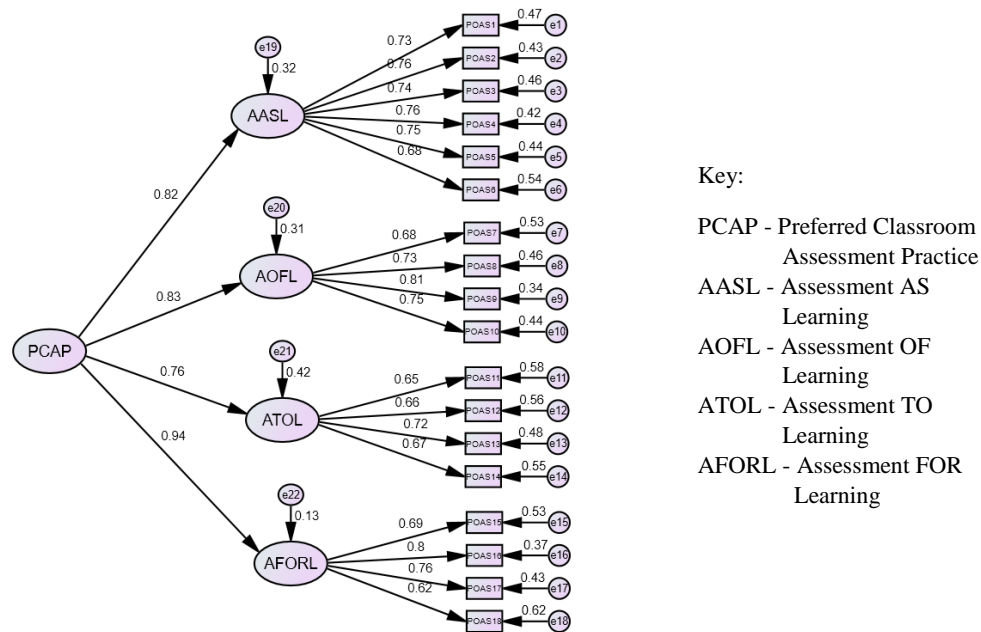 e19
0.32
AASL
0.73
0.76
0.74
0.76
0.75
0.68
POAS1
0.47
e1
POAS2
0.43
e2
POAS3
0.46
e3
POAS4
0.42
e4
POAS5
0.44
e5
POAS6
0.54
e6
0.82
e20
0.31
AOFL
0.68
0.73
0.81
0.75
POAS7
0.53
e7
POAS8
0.46
e8
POAS9
0.34
e9
POAS10
0.44
e10
0.83
PCAP
0.76
e21
0.42
ATOL
0.65
0.66
0.72
0.67
POAS11
0.58
e11
POAS12
0.56
e12
POAS13
0.48
e13
POAS14
0.55
e14
0.94
e22
0.13
AFORL
0.69
0.8
0.76
0.62
POAS15
0.53
e15
POAS16
0.37
e16
POAS17
0.43
e17
POAS18
0.62
e18
Key:
PCAP - Preferred Classroom
Assessment Practice
AASL - Assessment AS
Learning
AOFL - Assessment OF
Learning
ATOL - Assessment TO
Learning
AFORL - Assessment FOR
Learning